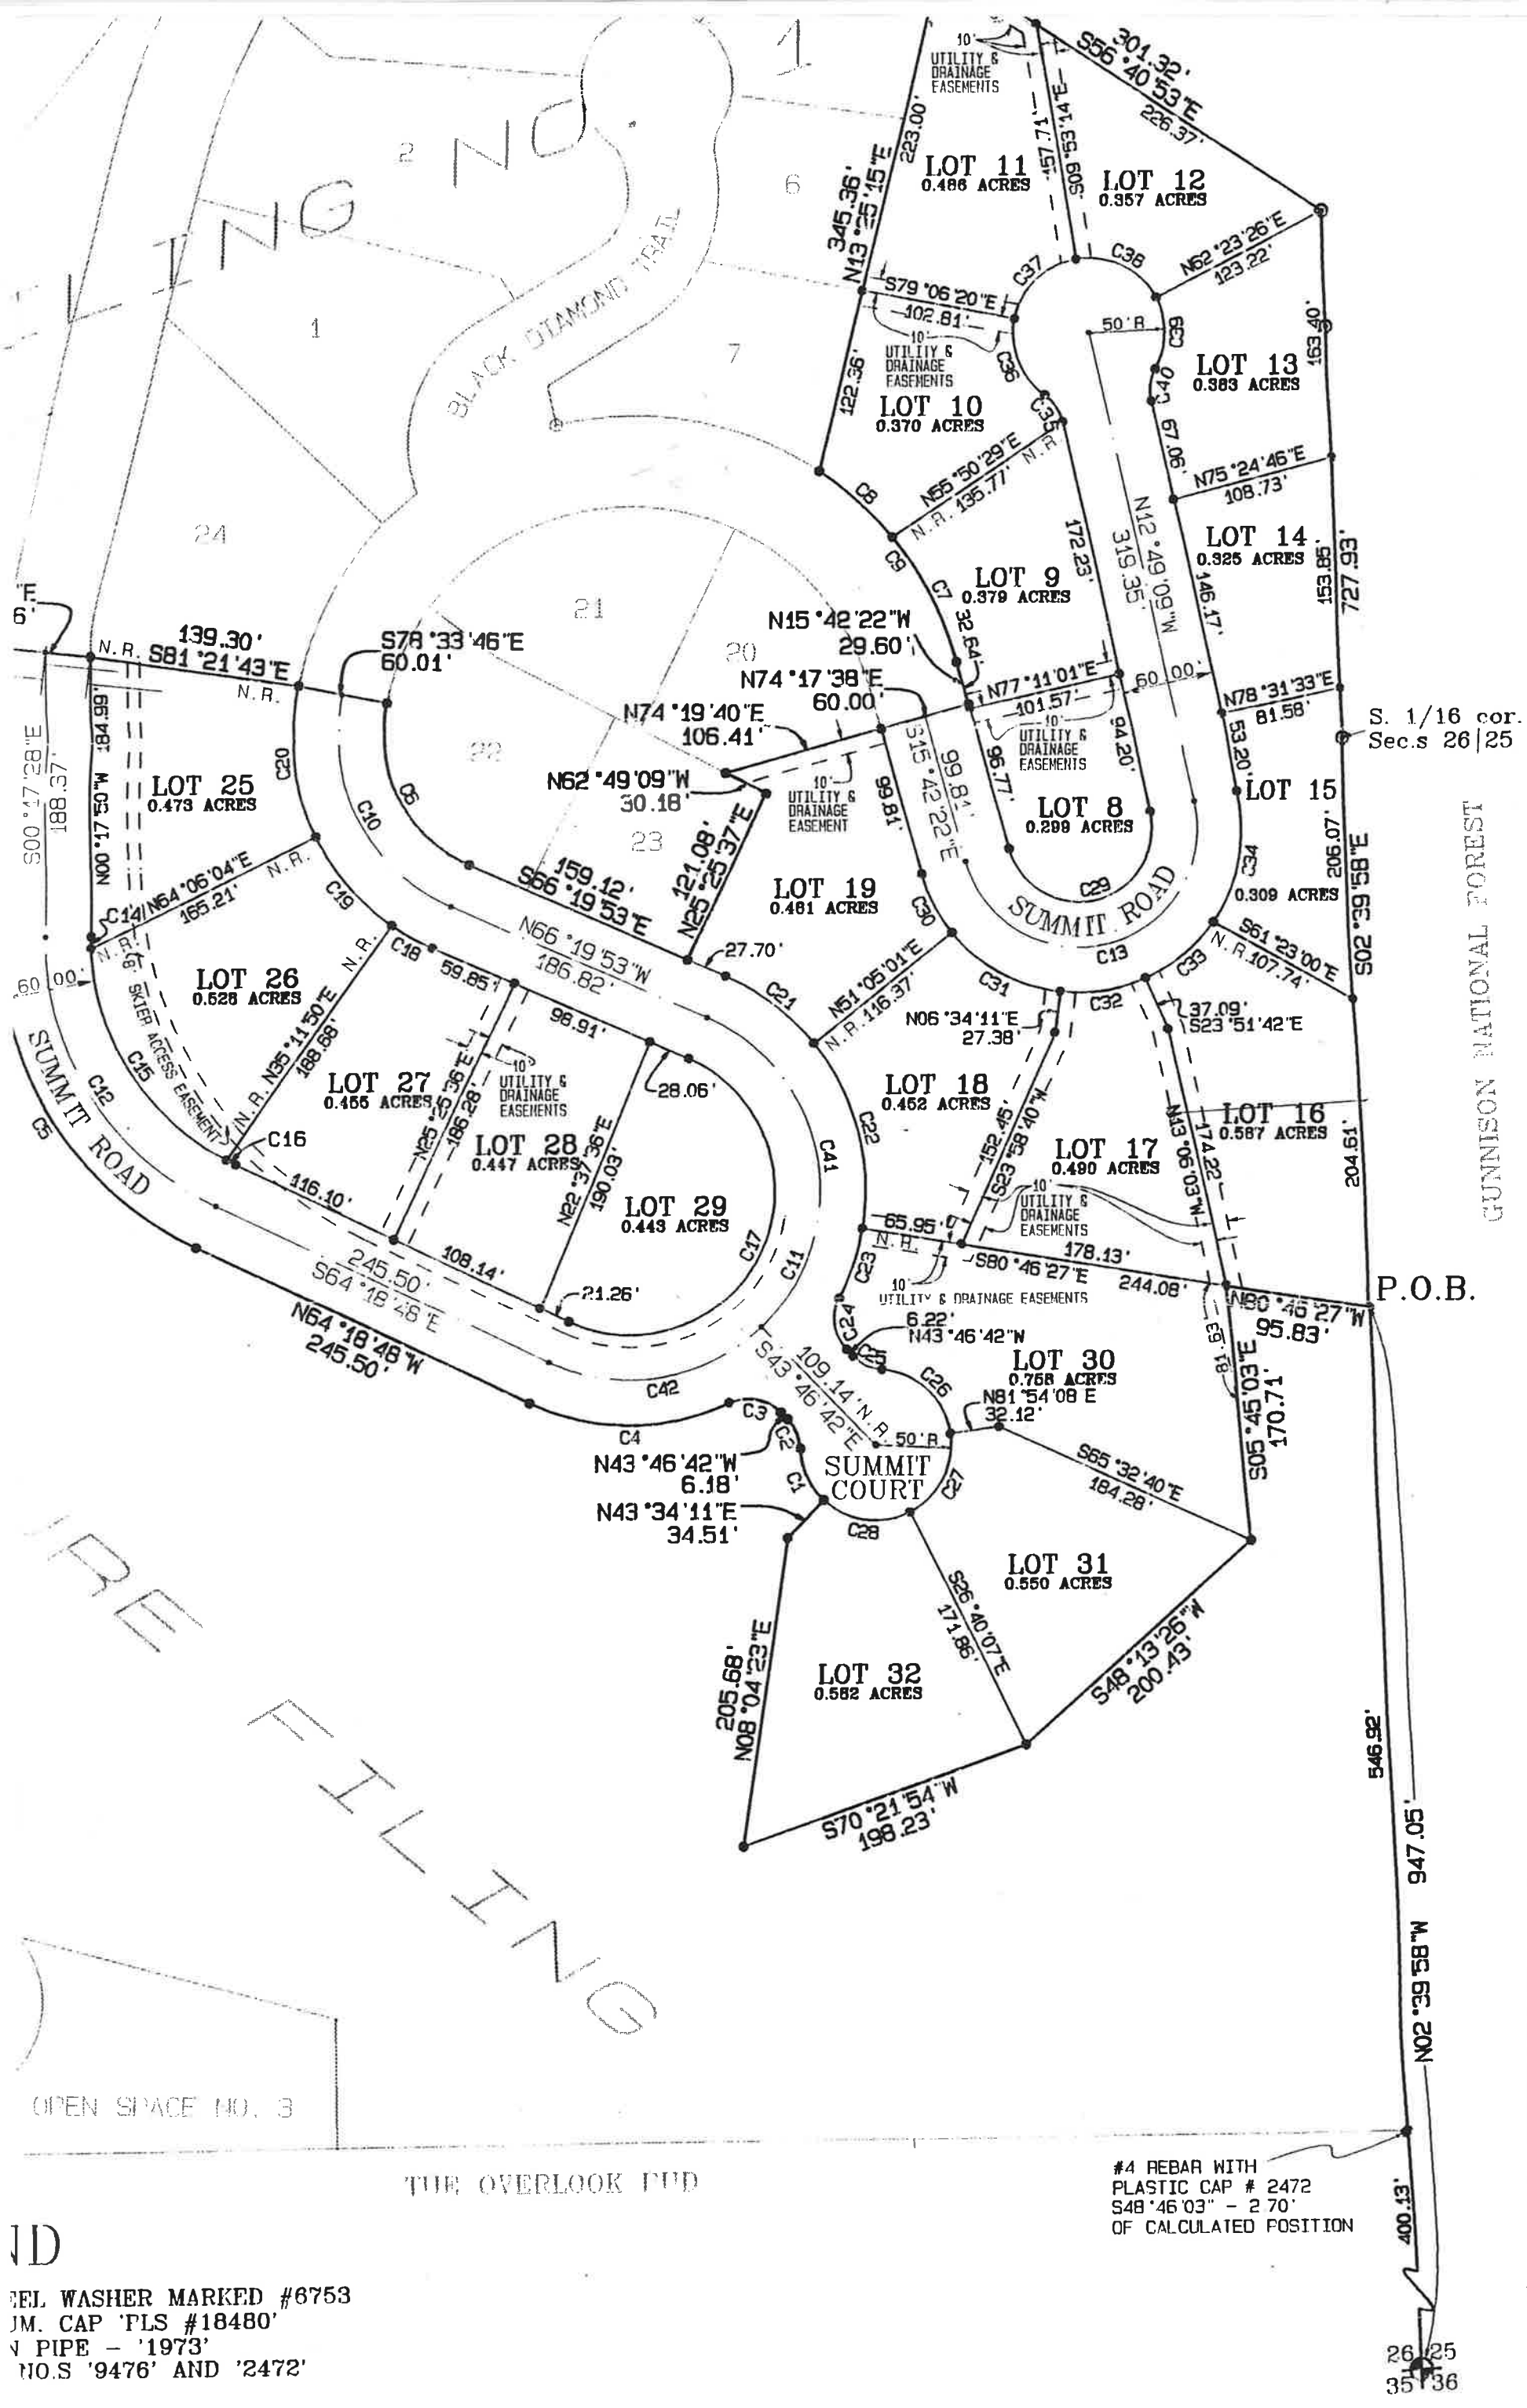 1
NO.
2
6
LING
1
BLACK DIAMOND TRAIL
7
24
21
20
22
23
10'
UTILITY &
DRAINAGE
EASEMENTS
301.32'
S56°40'53"E
226.37'
223.00'
345.36'
N13°25'15"E
157.71'
S09°53'14"E
LOT 11
0.486 ACRES
LOT 12
0.357 ACRES
N62°23'26"E
123.22'
C37
C38
S79°06'20"E
102.81'
10'
UTILITY &
DRAINAGE
EASEMENTS
122.36'
C36
C35
50'R
C39
C40
163.40'
LOT 13
0.383 ACRES
LOT 10
0.370 ACRES
67.06'
N75°24'46"E
108.73'
C8
N55°50'29"E
N.R. 135.77' N.R.
C9
C7
172.23'
N12°49'09"W
319.35'
LOT 14
0.325 ACRES
146.17'
153.85'
727.93'
LOT 9
0.379 ACRES
N15°42'22"W
29.60'
32.64'
"E
6'
139.30'
N.R.
S81°21'43"E
N.R.
S78°33'46"E
60.01'
N74°17'38"E
60.00'
N77°11'01"E
101.57'
60.00'
N78°31'33"E
81.58'
S. 1/16 cor.
Sec.s 26|25
N74°19'40"E
106.41'
N62°49'09"W
30.18'
10'
UTILITY &
DRAINAGE
EASEMENT
10'
UTILITY &
DRAINAGE
EASEMENTS
99.81'
S15°42'22"E
99.81'
96.77'
94.20'
53.20'
S00°17'28"E
188.37'
184.99'
N00°17'50"W
LOT 25
0.473 ACRES
C20
C10
C6
LOT 8
0.299 ACRES
LOT 15
0.309 ACRES
206.07'
S02°39'58"E
GUNNISON NATIONAL FOREST
159.12'
S66°19'53"E
121.08'
N25°25'37"E
LOT 19
0.461 ACRES
C29
C34
SUMMIT ROAD
C30
C13
C14
N64°06'04"E
165.21'
N.R.
N.R.
C19
C18
59.85'
N66°19'53"W
186.82'
27.70'
C21
N51°05'01"E
N.R. 116.37'
C31
C32
C33
S61°23'00"E
N.R. 107.74'
60.00'
LOT 26
0.528 ACRES
SKIER ACCESS EASEMENT
N.R.
N.R. N35°11'50"E
188.68'
98.91'
N06°34'11"E
27.38'
37.09'
S23°51'42"E
SUMMIT ROAD
C5
C12
C15
C16
LOT 27
0.455 ACRES
N25°25'36"E
186.28'
10'
UTILITY &
DRAINAGE
EASEMENTS
28.06'
LOT 18
0.452 ACRES
C22
C41
152.45'
S23°58'40"W
LOT 17
0.490 ACRES
N13°06'03"W
174.22'
LOT 16
0.587 ACRES
204.61'
LOT 28
0.447 ACRES
N22°37'36"E
190.03'
LOT 29
0.443 ACRES
10'
UTILITY &
DRAINAGE
EASEMENTS
116.10'
108.14'
21.26'
C17
C11
C23
65.95'
N.R.
178.13'
S80°46'27"E
244.08'
10'
UTILITY & DRAINAGE EASEMENTS
N80°46'27"W
95.83'
P.O.B.
245.50'
S64°18'48"E
N64°18'48"W
245.50'
C24
6.22'
N43°46'42"W
C25
C26
LOT 30
0.758 ACRES
81.63'
S05°45'03"E
170.71'
109.14' N.R.
S43°46'42"E
C42
C3
C4
C2
C1
N81°54'08 E
32.12'
50'R
S65°32'40"E
184.28'
N43°46'42"W
6.18'
SUMMIT
COURT
C27
C28
N43°34'11"E
34.51'
LOT 31
0.550 ACRES
S26°40'07"E
171.86'
205.68'
N08°04'23"E
LOT 32
0.582 ACRES
S48°13'26"W
200.43'
S70°21'54"W
198.23'
546.92'
947.05'
N02°39'58"W
FILING
OPEN SPACE NO. 3
THE OVERLOOK PUD
#4 REBAR WITH
PLASTIC CAP # 2472
S48°46'03" - 2.70'
OF CALCULATED POSITION
400.13'
ND
EEL WASHER MARKED #6753
UM. CAP 'PLS #18480'
N PIPE - '1973'
NO.S '9476' AND '2472'
26 25
35 36